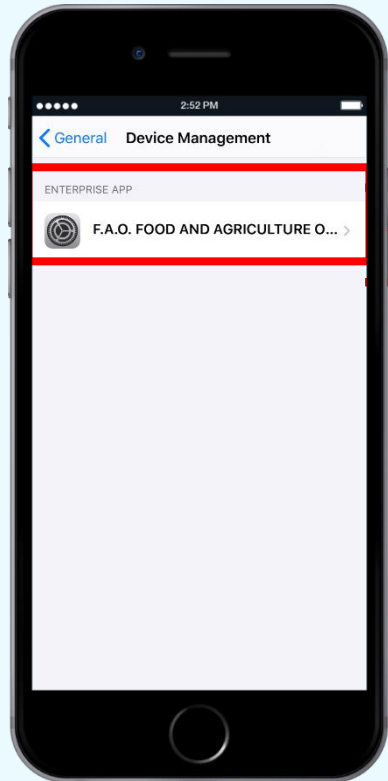 2:52 PM
General Device Management
ENTERPRISE APP
F.A.O. FOOD AND AGRICULTURE O...